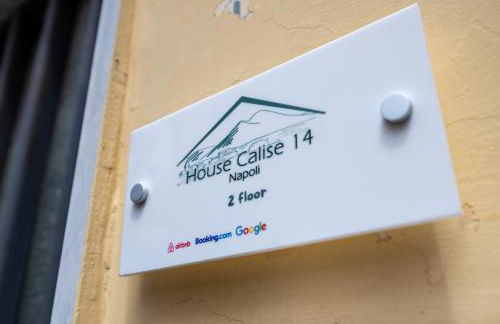 House Calise 14
Napoli
2 floor
airbnb Booking.com Google